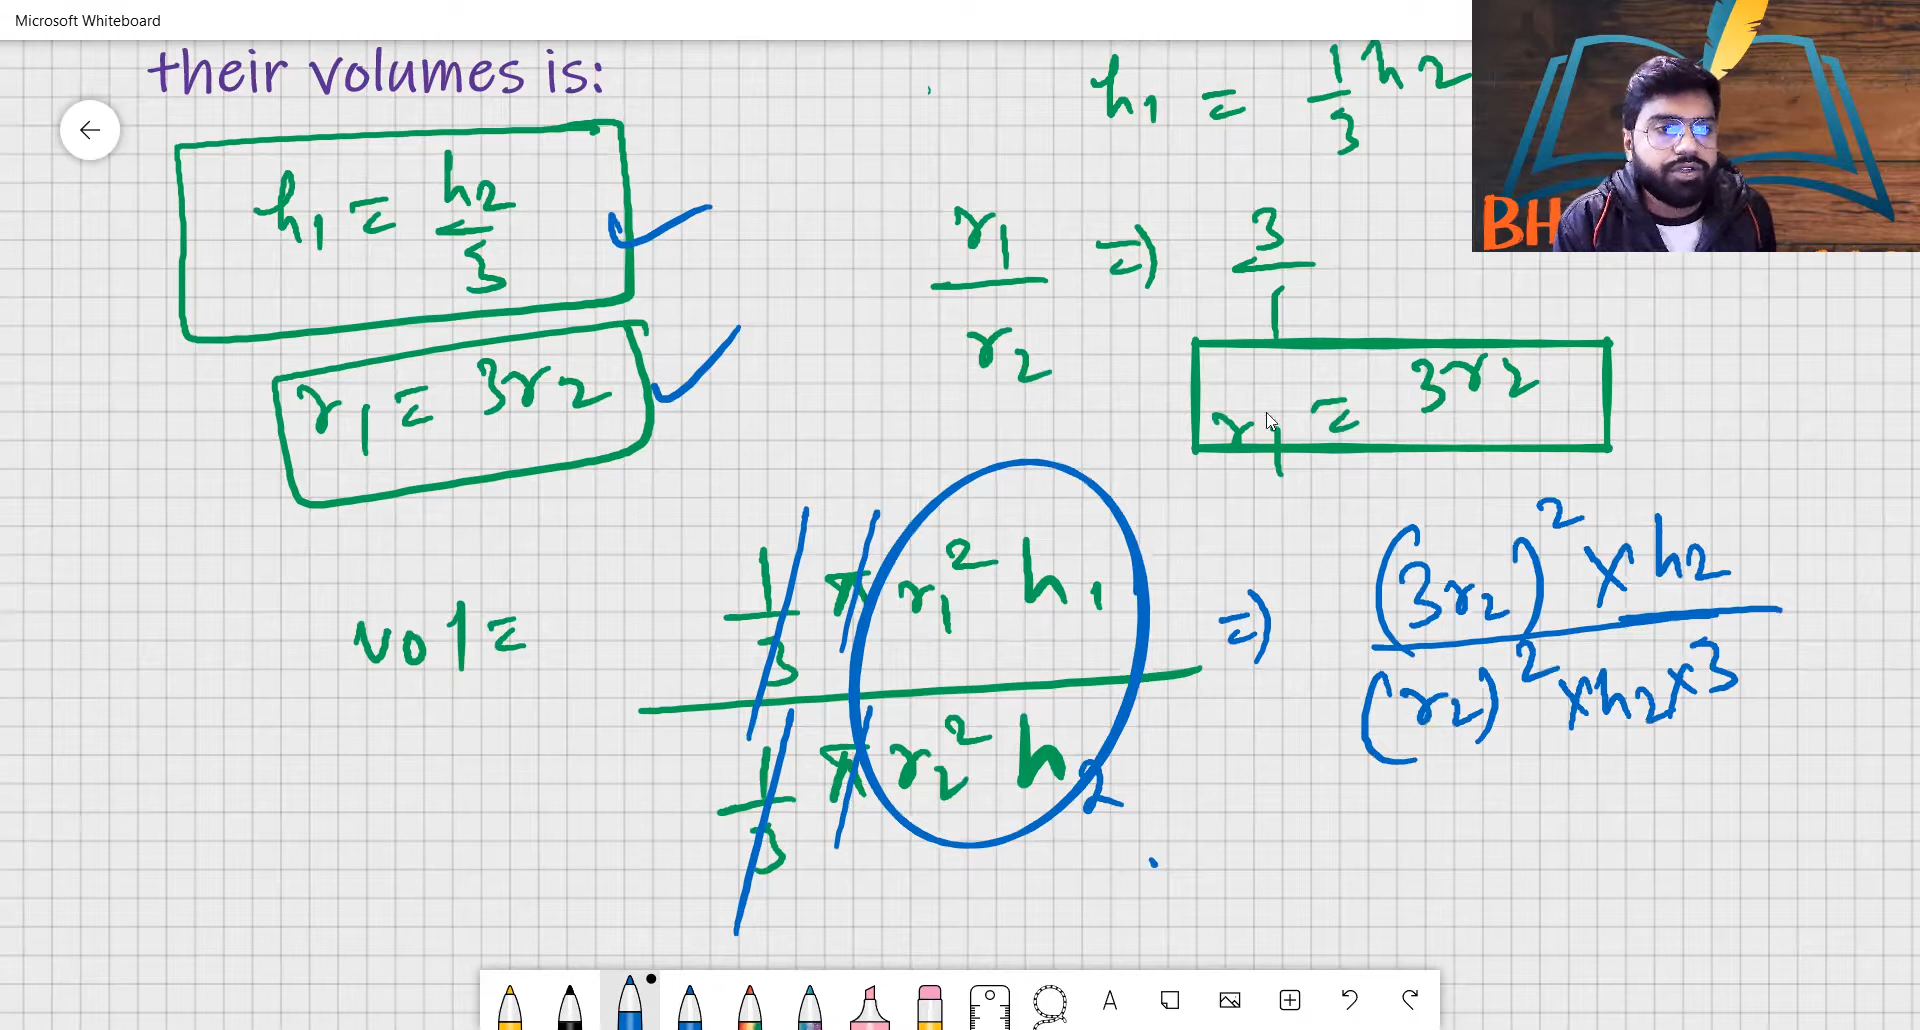 Microsoft Whiteboard
their volumes is:
h1 = 1/3 h2
h1 = h2/3
r1/r2 => 3/1
BH
r1 = 3r2
r1 = 3r2
vol = 1/3 π r1² h1 / 1/3 π r2² h2 => (3r2)² × h2 / (r2)² × h2 × 3
A